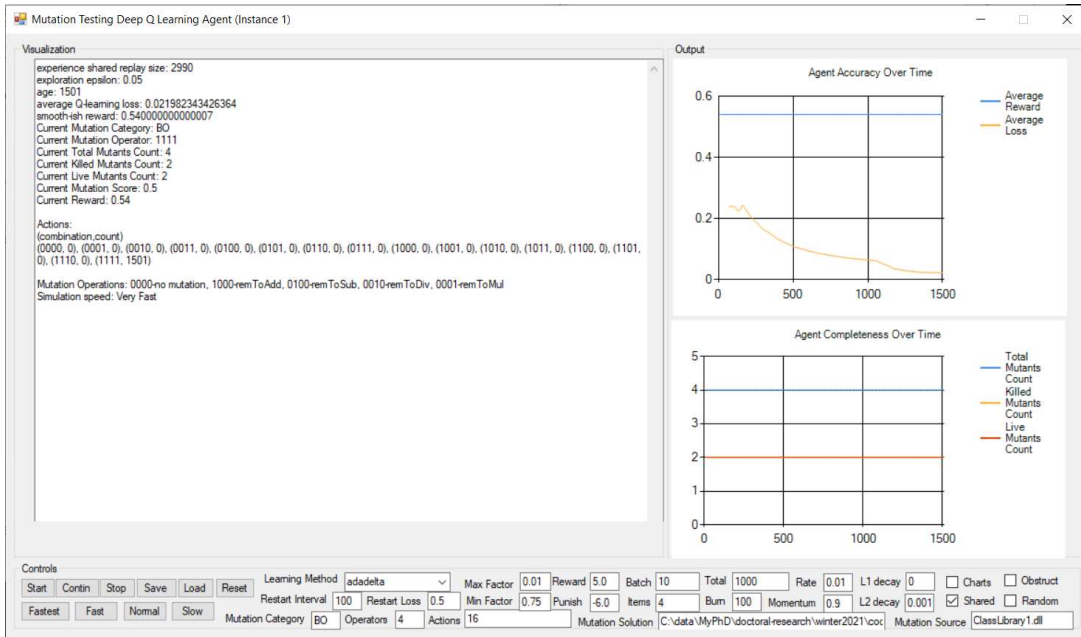 Mutation Testing Deep Q Learning Agent (Instance 1)
Visualization
experience shared replay size: 2990
exploration epsilon: 0.05
age: 1501
average Q-learning loss: 0.021982343426364
smooth-ish reward: 0.540000000000007
Current Mutation Category: BO
Current Mutation Operator: 1111
Current Total Mutants Count: 4
Current Killed Mutants Count: 2
Current Live Mutants Count: 2
Current Mutation Score: 0.5
Current Reward: 0.54
Actions:
(combination,count)
(0000, 0), (0001, 0), (0010, 0), (0011, 0), (0100, 0), (0101, 0), (0110, 0), (0111, 0), (1000, 0), (1001, 0), (1010, 0), (1011, 0), (1100, 0), (1101,
0), (1110, 0), (1111, 1501)
Mutation Operations: 0000-no mutation, 1000-remToAdd, 0100-remToSub, 0010-remToDiv, 0001-remToMul
Simulation speed: Very Fast
Output
Agent Accuracy Over Time
0.6
0.4
0.2
0
0 500 1000 1500
Average
Reward
Average
Loss
Agent Completeness Over Time
5
4
3
2
1
0
0 500 1000 1500
Total
Mutants
Count
Killed
Mutants
Count
Live
Mutants
Count
Controls
Start Contin Stop Save Load Reset Learning Method adadelta Max Factor 0.01 Reward 5.0 Batch 10 Total 1000 Rate 0.01 L1 decay 0 Charts Obstruct
Fastest Fast Normal Slow Restart Interval 100 Restart Loss 0.5 Min Factor 0.75 Punish -6.0 Items 4 Burn 100 Momentum 0.9 L2 decay 0.001 Shared Random
Mutation Category BO Operators 4 Actions 16 Mutation Solution C:\data\MyPhD\doctoral-research\winter2021\coc Mutation Source ClassLibrary1.dll